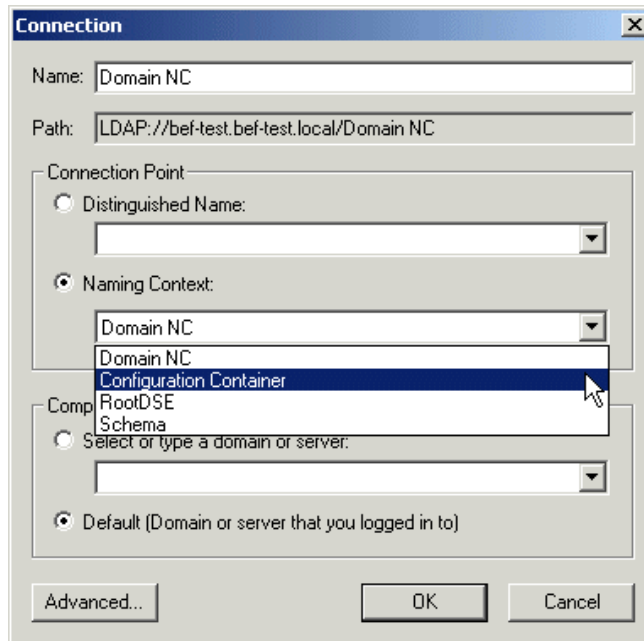 Connection
Name: Domain NC
Path: LDAP://bef-test.bef-test.local/Domain NC
Connection Point
Distinguished Name:
Naming Context:
Domain NC
Domain NC
Configuration Container
RootDSE
Schema
Comp
Select or type a domain or server:
Default (Domain or server that you logged in to)
Advanced... OK Cancel